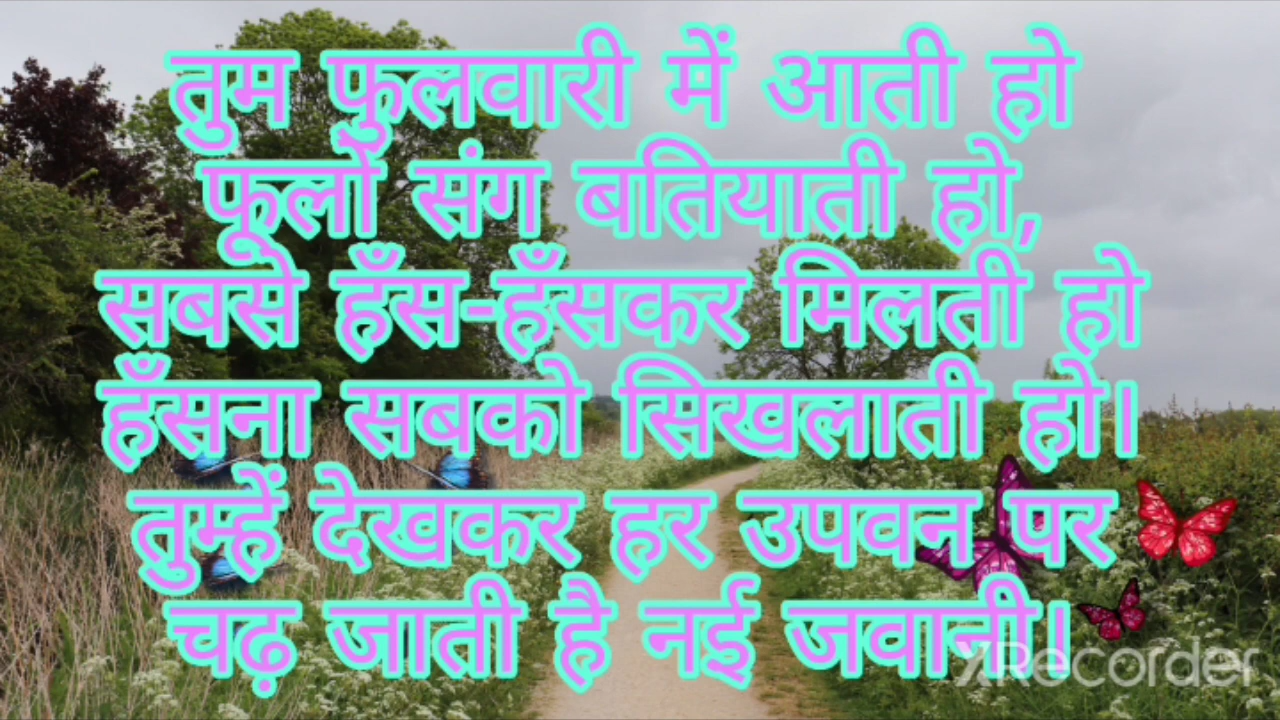 तुम फुलवारी में आती हो
फूलों संग बतियाती हो,
सबसे हँस-हँसकर मिलती हो
हँसना सबको सिखलाती हो।
तुम्हें देखकर हर उपवन पर
चढ़ जाती है नई जवानी।
XRecorder